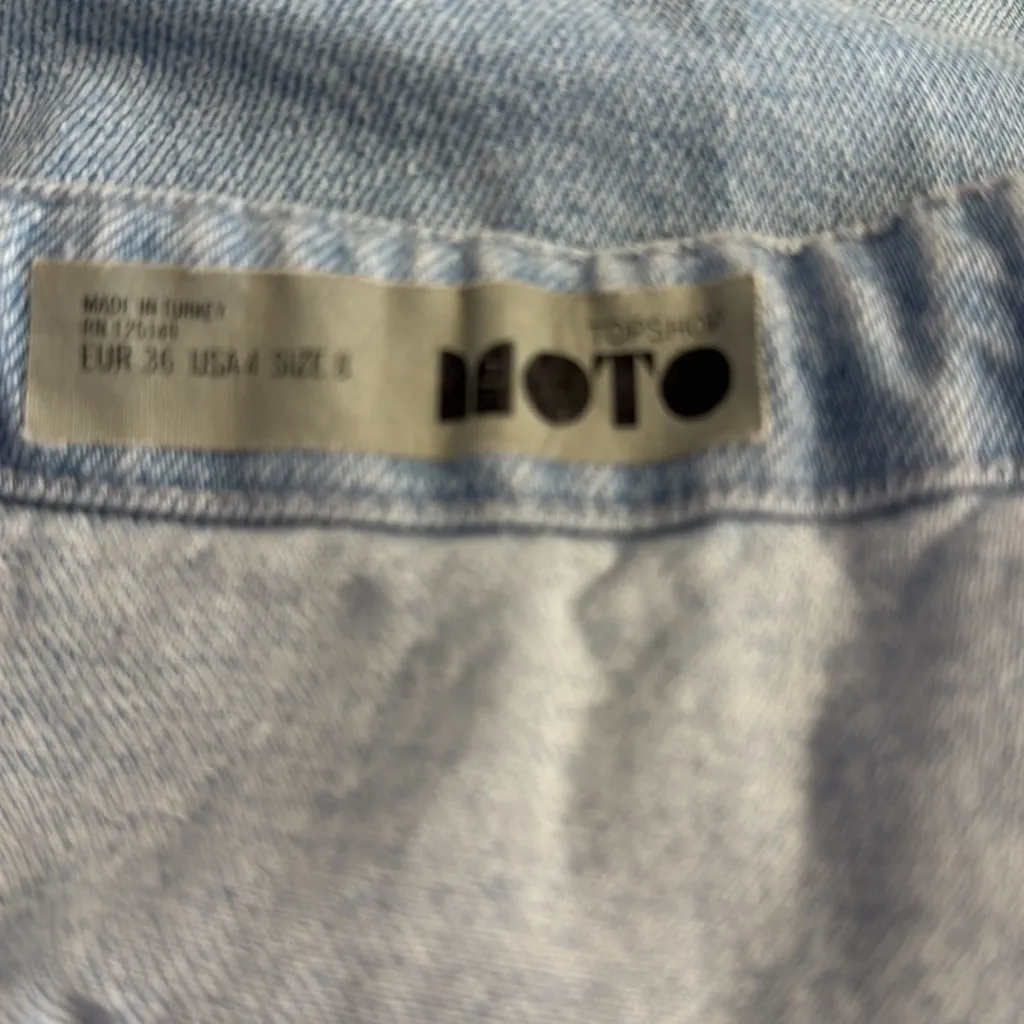 MADE IN TURKEY
EUR 36 USA 4 SIZE 8
TOPSHOP
MOTO